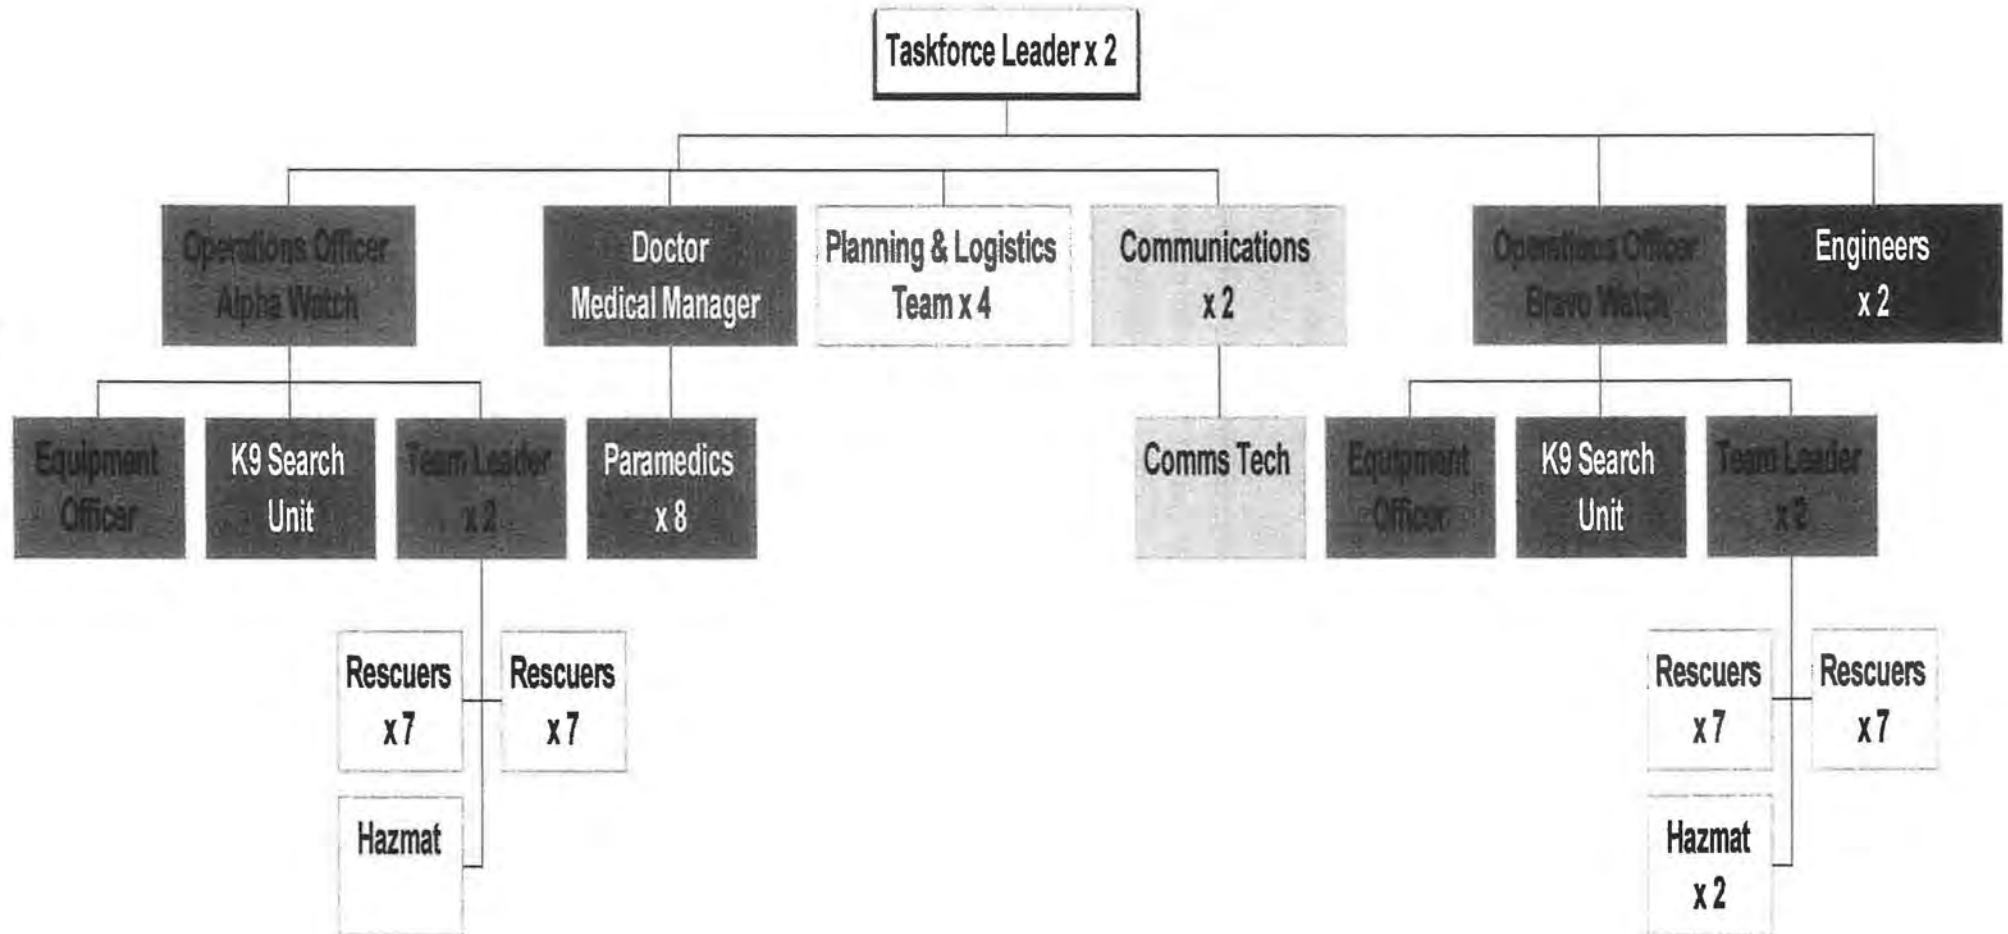 Taskforce Leader x 2
Operations Officer
Alpha Watch
Doctor
Medical Manager
Planning & Logistics
Team x 4
Communications
x 2
Operations Officer
Bravo Watch
Engineers
x 2
Equipment
Officer
K9 Search
Unit
Team Leader
x 2
Paramedics
x 8
Comms Tech
Equipment
Officer
K9 Search
Unit
Team Leader
x 2
Rescuers
x 7
Rescuers
x 7
Rescuers
x 7
Rescuers
x 7
Hazmat
Hazmat
x 2